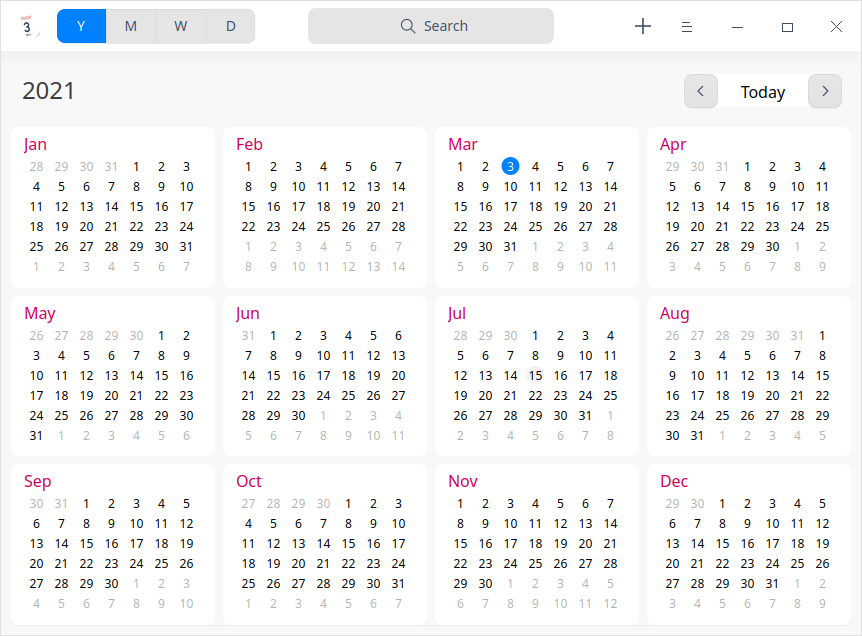 3
Y M W D
Search
2021
Today
Jan
28 29 30 31 1 2 3
4 5 6 7 8 9 10
11 12 13 14 15 16 17
18 19 20 21 22 23 24
25 26 27 28 29 30 31
1 2 3 4 5 6 7
Feb
1 2 3 4 5 6 7
8 9 10 11 12 13 14
15 16 17 18 19 20 21
22 23 24 25 26 27 28
1 2 3 4 5 6 7
8 9 10 11 12 13 14
Mar
1 2 3 4 5 6 7
8 9 10 11 12 13 14
15 16 17 18 19 20 21
22 23 24 25 26 27 28
29 30 31 1 2 3 4
5 6 7 8 9 10 11
Apr
29 30 31 1 2 3 4
5 6 7 8 9 10 11
12 13 14 15 16 17 18
19 20 21 22 23 24 25
26 27 28 29 30 1 2
3 4 5 6 7 8 9
May
26 27 28 29 30 1 2
3 4 5 6 7 8 9
10 11 12 13 14 15 16
17 18 19 20 21 22 23
24 25 26 27 28 29 30
31 1 2 3 4 5 6
Jun
31 1 2 3 4 5 6
7 8 9 10 11 12 13
14 15 16 17 18 19 20
21 22 23 24 25 26 27
28 29 30 1 2 3 4
5 6 7 8 9 10 11
Jul
28 29 30 1 2 3 4
5 6 7 8 9 10 11
12 13 14 15 16 17 18
19 20 21 22 23 24 25
26 27 28 29 30 31 1
2 3 4 5 6 7 8
Aug
26 27 28 29 30 31 1
2 3 4 5 6 7 8
9 10 11 12 13 14 15
16 17 18 19 20 21 22
23 24 25 26 27 28 29
30 31 1 2 3 4 5
Sep
30 31 1 2 3 4 5
6 7 8 9 10 11 12
13 14 15 16 17 18 19
20 21 22 23 24 25 26
27 28 29 30 1 2 3
4 5 6 7 8 9 10
Oct
27 28 29 30 1 2 3
4 5 6 7 8 9 10
11 12 13 14 15 16 17
18 19 20 21 22 23 24
25 26 27 28 29 30 31
1 2 3 4 5 6 7
Nov
1 2 3 4 5 6 7
8 9 10 11 12 13 14
15 16 17 18 19 20 21
22 23 24 25 26 27 28
29 30 1 2 3 4 5
6 7 8 9 10 11 12
Dec
29 30 1 2 3 4 5
6 7 8 9 10 11 12
13 14 15 16 17 18 19
20 21 22 23 24 25 26
27 28 29 30 31 1 2
3 4 5 6 7 8 9